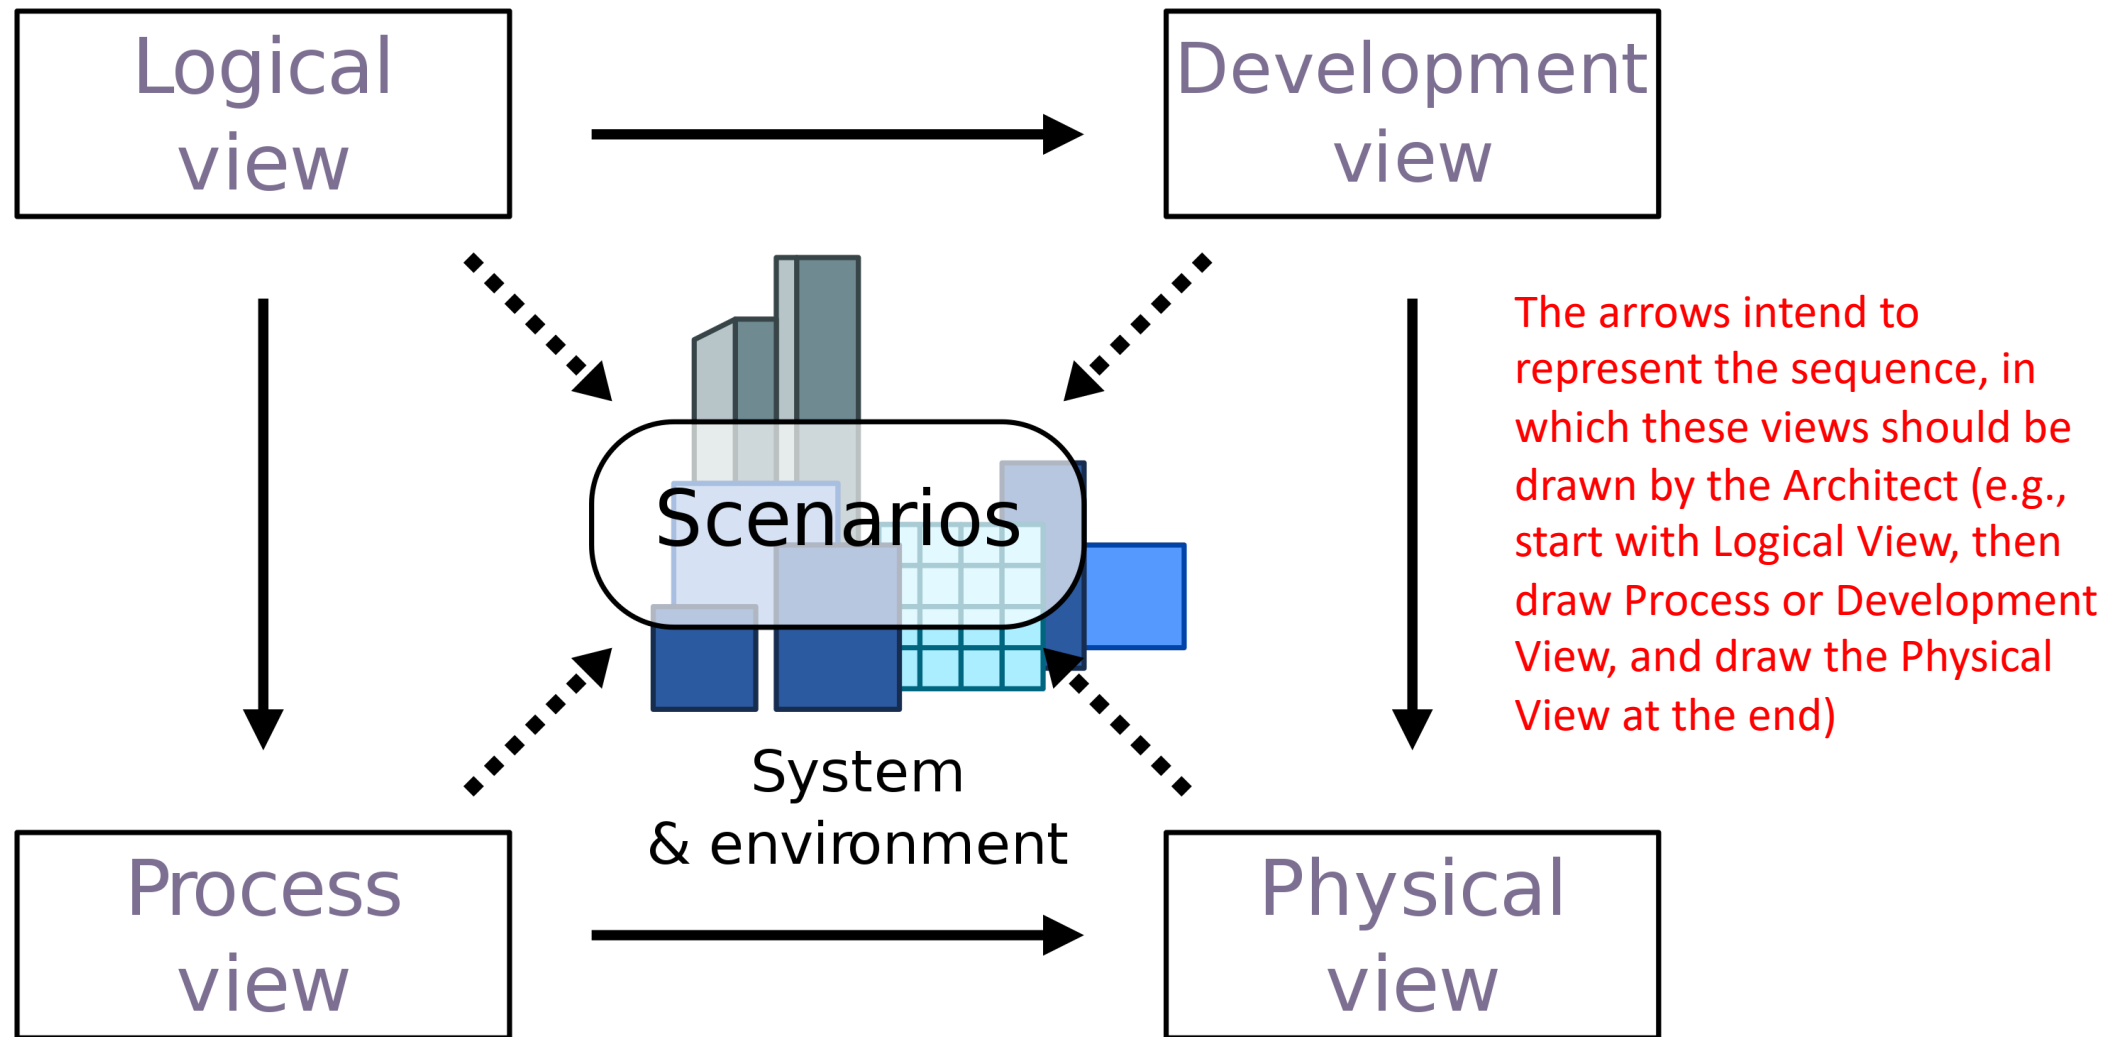 Logical
view
Development
view
The arrows intend to
represent the sequence, in
which these views should be
drawn by the Architect (e.g.,
start with Logical View, then
draw Process or Development
View, and draw the Physical
View at the end)
Scenarios
System
& environment
Process
view
Physical
view